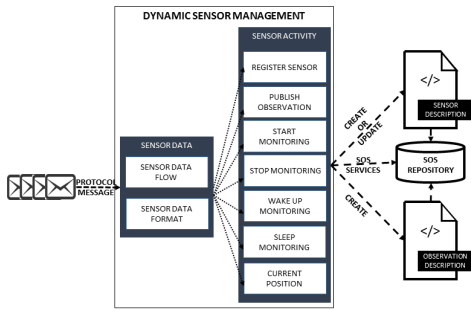 DYNAMIC SENSOR MANAGEMENT
SENSOR ACTIVITY
REGISTER SENSOR
PUBLISH
OBSERVATION
START
MONITORING
STOP MONITORING
WAKE UP
MONITORING
SLEEP
MONITORING
CURRENT
POSITION
SENSOR DATA
SENSOR DATA
FLOW
SENSOR DATA
FORMAT
PROTOCOL
MESSAGE
CREATE
OR
UPDATE
SOS
SERVICES
CREATE
</>
SENSOR
DESCRIPTION
SOS
REPOSITORY
</>
OBSERVATION
DESCRIPTION